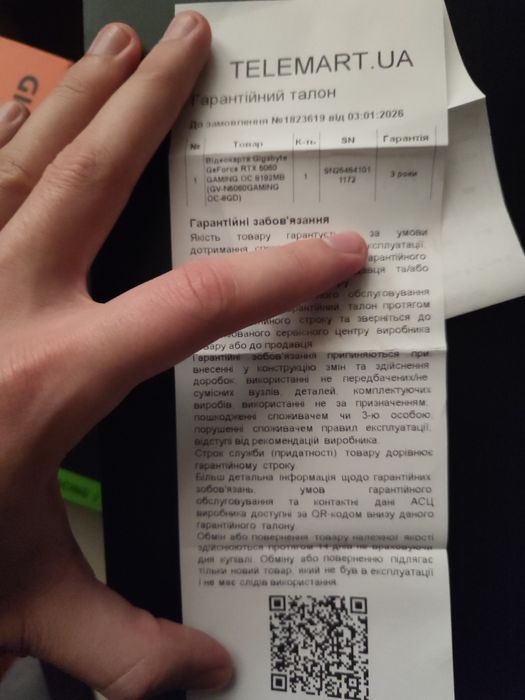 GI
TELEMART.UA
Гарантійний талон
До замовлення №1823619 від 03.01.2026
№ Товар К-ть SN Гарантія
1 Відеокарта Gigabyte GeForce RTX 5060 GAMING OC 8192MB (GV-N5060GAMING OC-8GD) 1 3 роки
Гарантійні забов'язання
Якість товару гарантується за умови
дотримання експлуатації.
та/або
обслуговування
талон протягом
строку та зверніться до
сервісного центру виробника
товару або до продавця.
Гарантійні забов'язання припиняються при
внесенні у конструкцію змін та здійснення
доробок, використанні не передбачених/не
сумісних вузлів, деталей, комплектуючих
виробів, використанні не за призначенням,
пошкодженні споживачем чи 3-ю особою,
порушенні споживачем правил експлуатації,
відступі від рекомендацій виробника.
Строк служби (придатності) товару дорівнює
гарантійному строку.
Більш детальна інформація щодо гарантійних
зобов'язань, умов гарантійного
обслуговування та контактні дані АСЦ
виробника доступні за QR-кодом внизу даного
гарантійного талону.
Обмін або повернення товару належної якості
здійснюються протягом 14 днів не враховуючи
дня купівлі. Обміну або поверненню підлягає
тільки новий товар, який не був в експлуатації
і не має слідів використання.